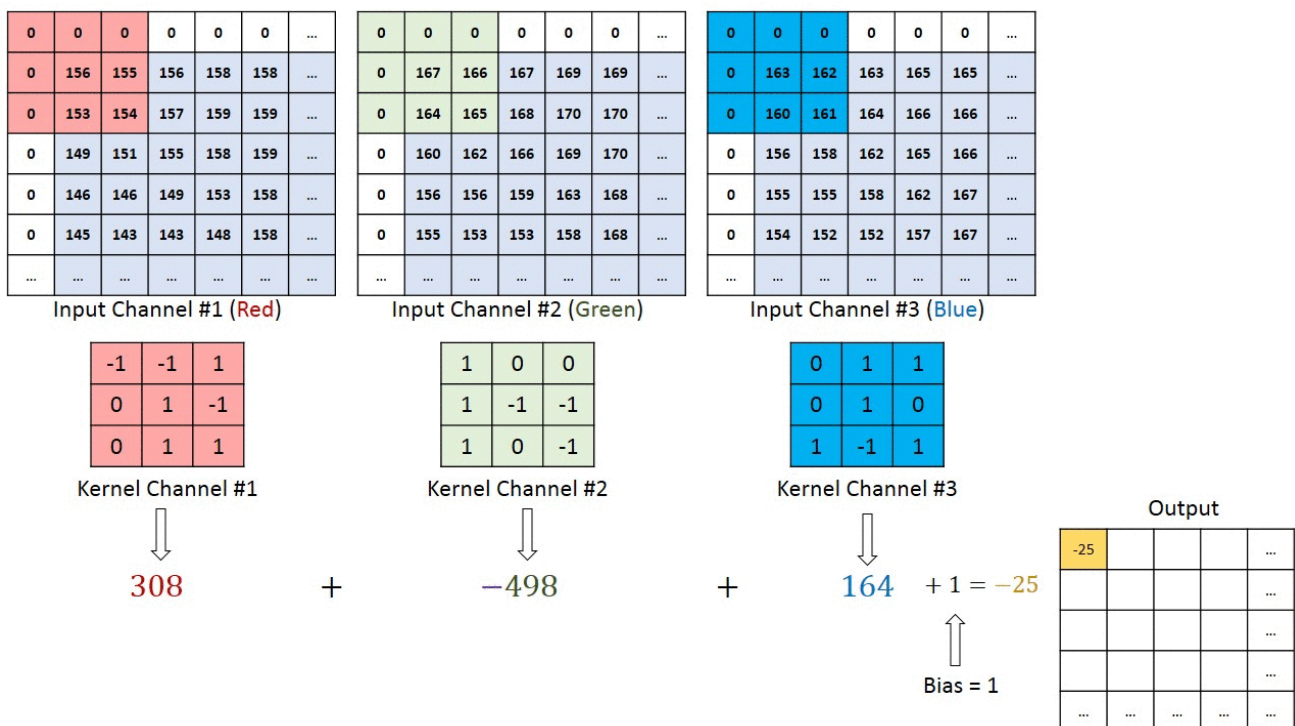 0 0 0 0 0 0 ...
0 156 155 156 158 158 ...
0 153 154 157 159 159 ...
0 149 151 155 158 159 ...
0 146 146 149 153 158 ...
0 145 143 143 148 158 ...
... ... ... ... ... ... ...
Input Channel #1 (Red)
0 0 0 0 0 0 ...
0 167 166 167 169 169 ...
0 164 165 168 170 170 ...
0 160 162 166 169 170 ...
0 156 156 159 163 168 ...
0 155 153 153 158 168 ...
... ... ... ... ... ... ...
Input Channel #2 (Green)
0 0 0 0 0 0 ...
0 163 162 163 165 165 ...
0 160 161 164 166 166 ...
0 156 158 162 165 166 ...
0 155 155 158 162 167 ...
0 154 152 152 157 167 ...
... ... ... ... ... ... ...
Input Channel #3 (Blue)
-1 -1 1
0 1 -1
0 1 1
Kernel Channel #1
1 0 0
1 -1 -1
1 0 -1
Kernel Channel #2
0 1 1
0 1 0
1 -1 1
Kernel Channel #3
308 + −498 + 164 + 1 = −25
Bias = 1
Output
-25 ...
...
...
...
... ... ... ... ...